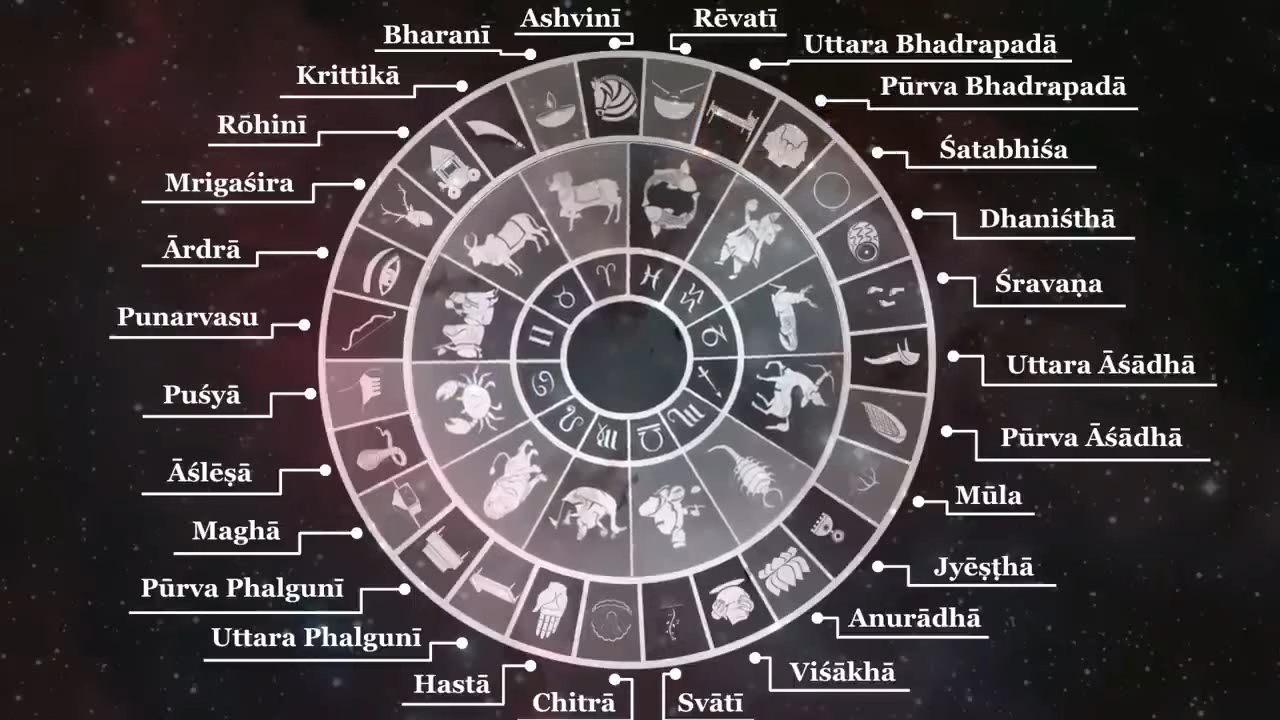 Ashvinī
Rēvatī
Bharanī
Uttara Bhadrapadā
Krittikā
Pūrva Bhadrapadā
Rōhinī
Śatabhiśa
Mrigaśira
Dhaniśthā
Ārdrā
Śravaṇa
Punarvasu
Uttara Āśādhā
Puśyā
Pūrva Āśādhā
Āślēṣā
Mūla
Maghā
Jyēṣṭhā
Pūrva Phalgunī
Anurādhā
Uttara Phalgunī
Viśākhā
Hastā
Chitrā
Svātī